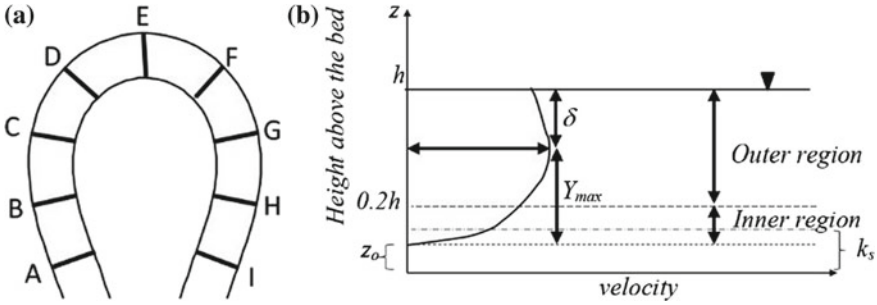 (a)
E
D
F
C
G
B
H
A
I
(b)
z
Height above the bed
h
δ
Outer region
Y_max
0.2h
Inner region
z_o
k_s
velocity